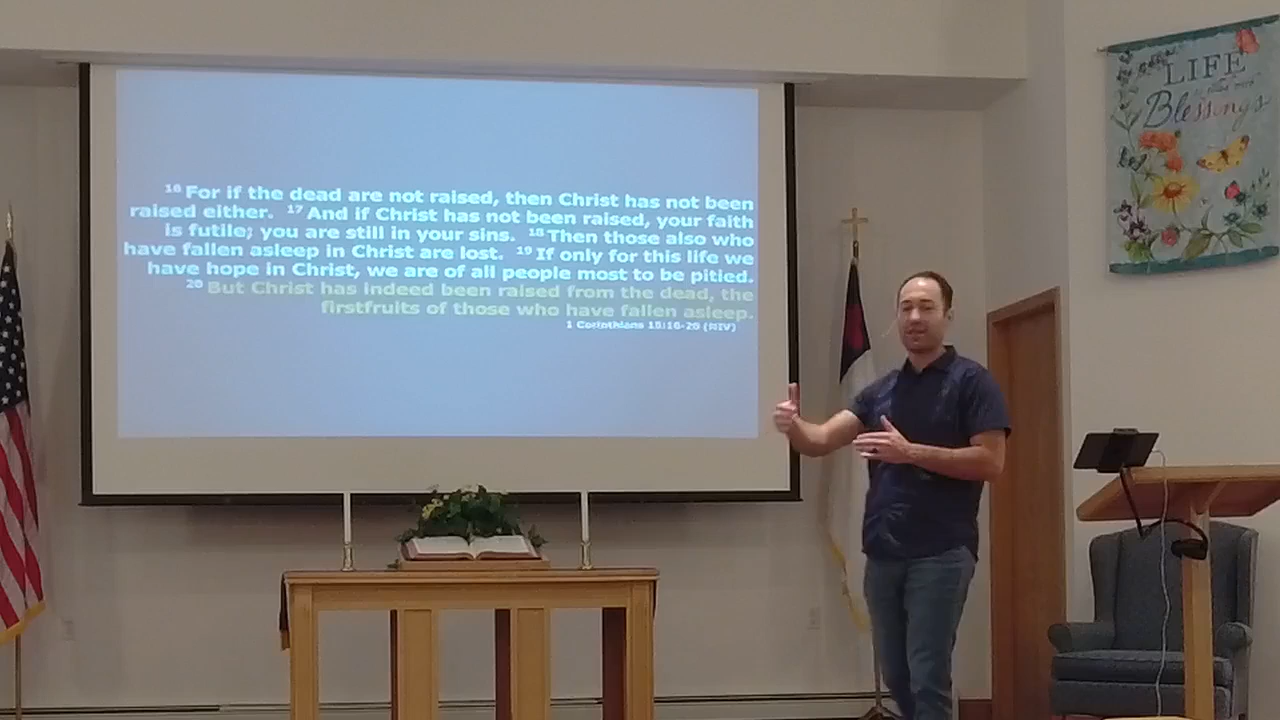 16 For if the dead are not raised, then Christ has not been
raised either. 17 And if Christ has not been raised, your faith
is futile; you are still in your sins. 18 Then those also who
have fallen asleep in Christ are lost. 19 If only for this life we
have hope in Christ, we are of all people most to be pitied.
20 But Christ has indeed been raised from the dead, the
firstfruits of those who have fallen asleep.
1 Corinthians 15:16-20 (NIV)
LIFE
Blessings